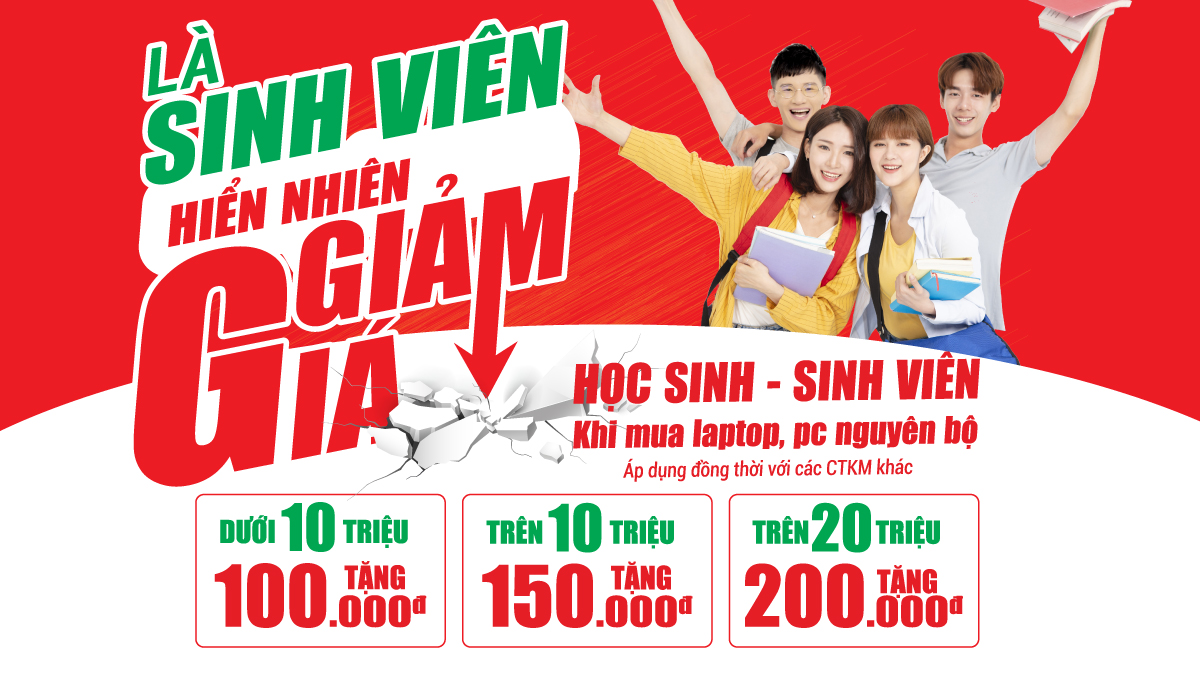 LÀ
SINH VIÊN
HIỂN NHIÊN
GIẢM
GIÁ
HỌC SINH - SINH VIÊN
Khi mua laptop, pc nguyên bộ
Áp dụng đồng thời với các CTKM khác
DƯỚI 10 TRIỆU
TẶNG
100.000đ
TRÊN 10 TRIỆU
TẶNG
150.000đ
TRÊN 20 TRIỆU
TẶNG
200.000đ